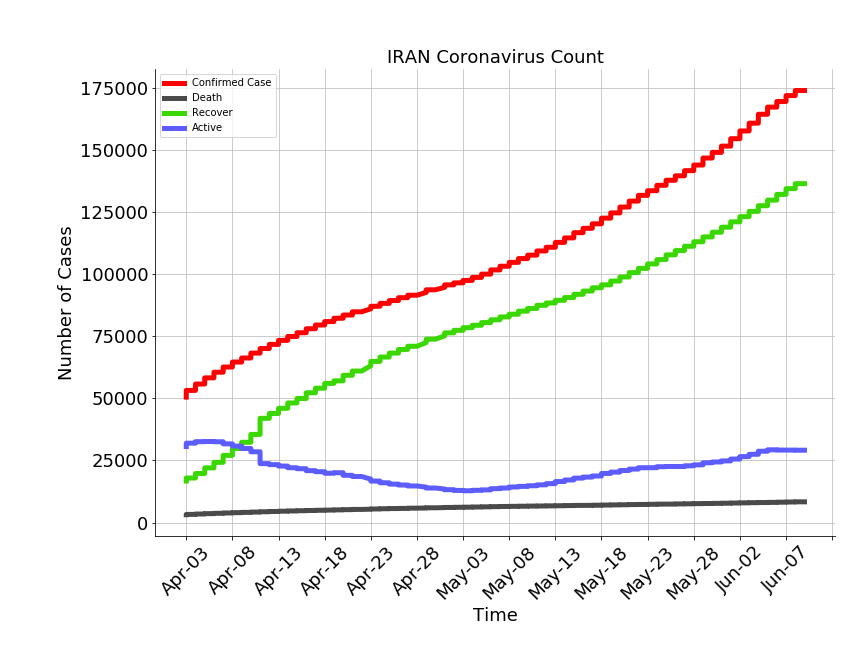 IRAN Coronavirus Count
Confirmed Case
Death
Recover
Active
Number of Cases
175000
150000
125000
100000
75000
50000
25000
0
Apr-03
Apr-08
Apr-13
Apr-18
Apr-23
Apr-28
May-03
May-08
May-13
May-18
May-23
May-28
Jun-02
Jun-07
Time